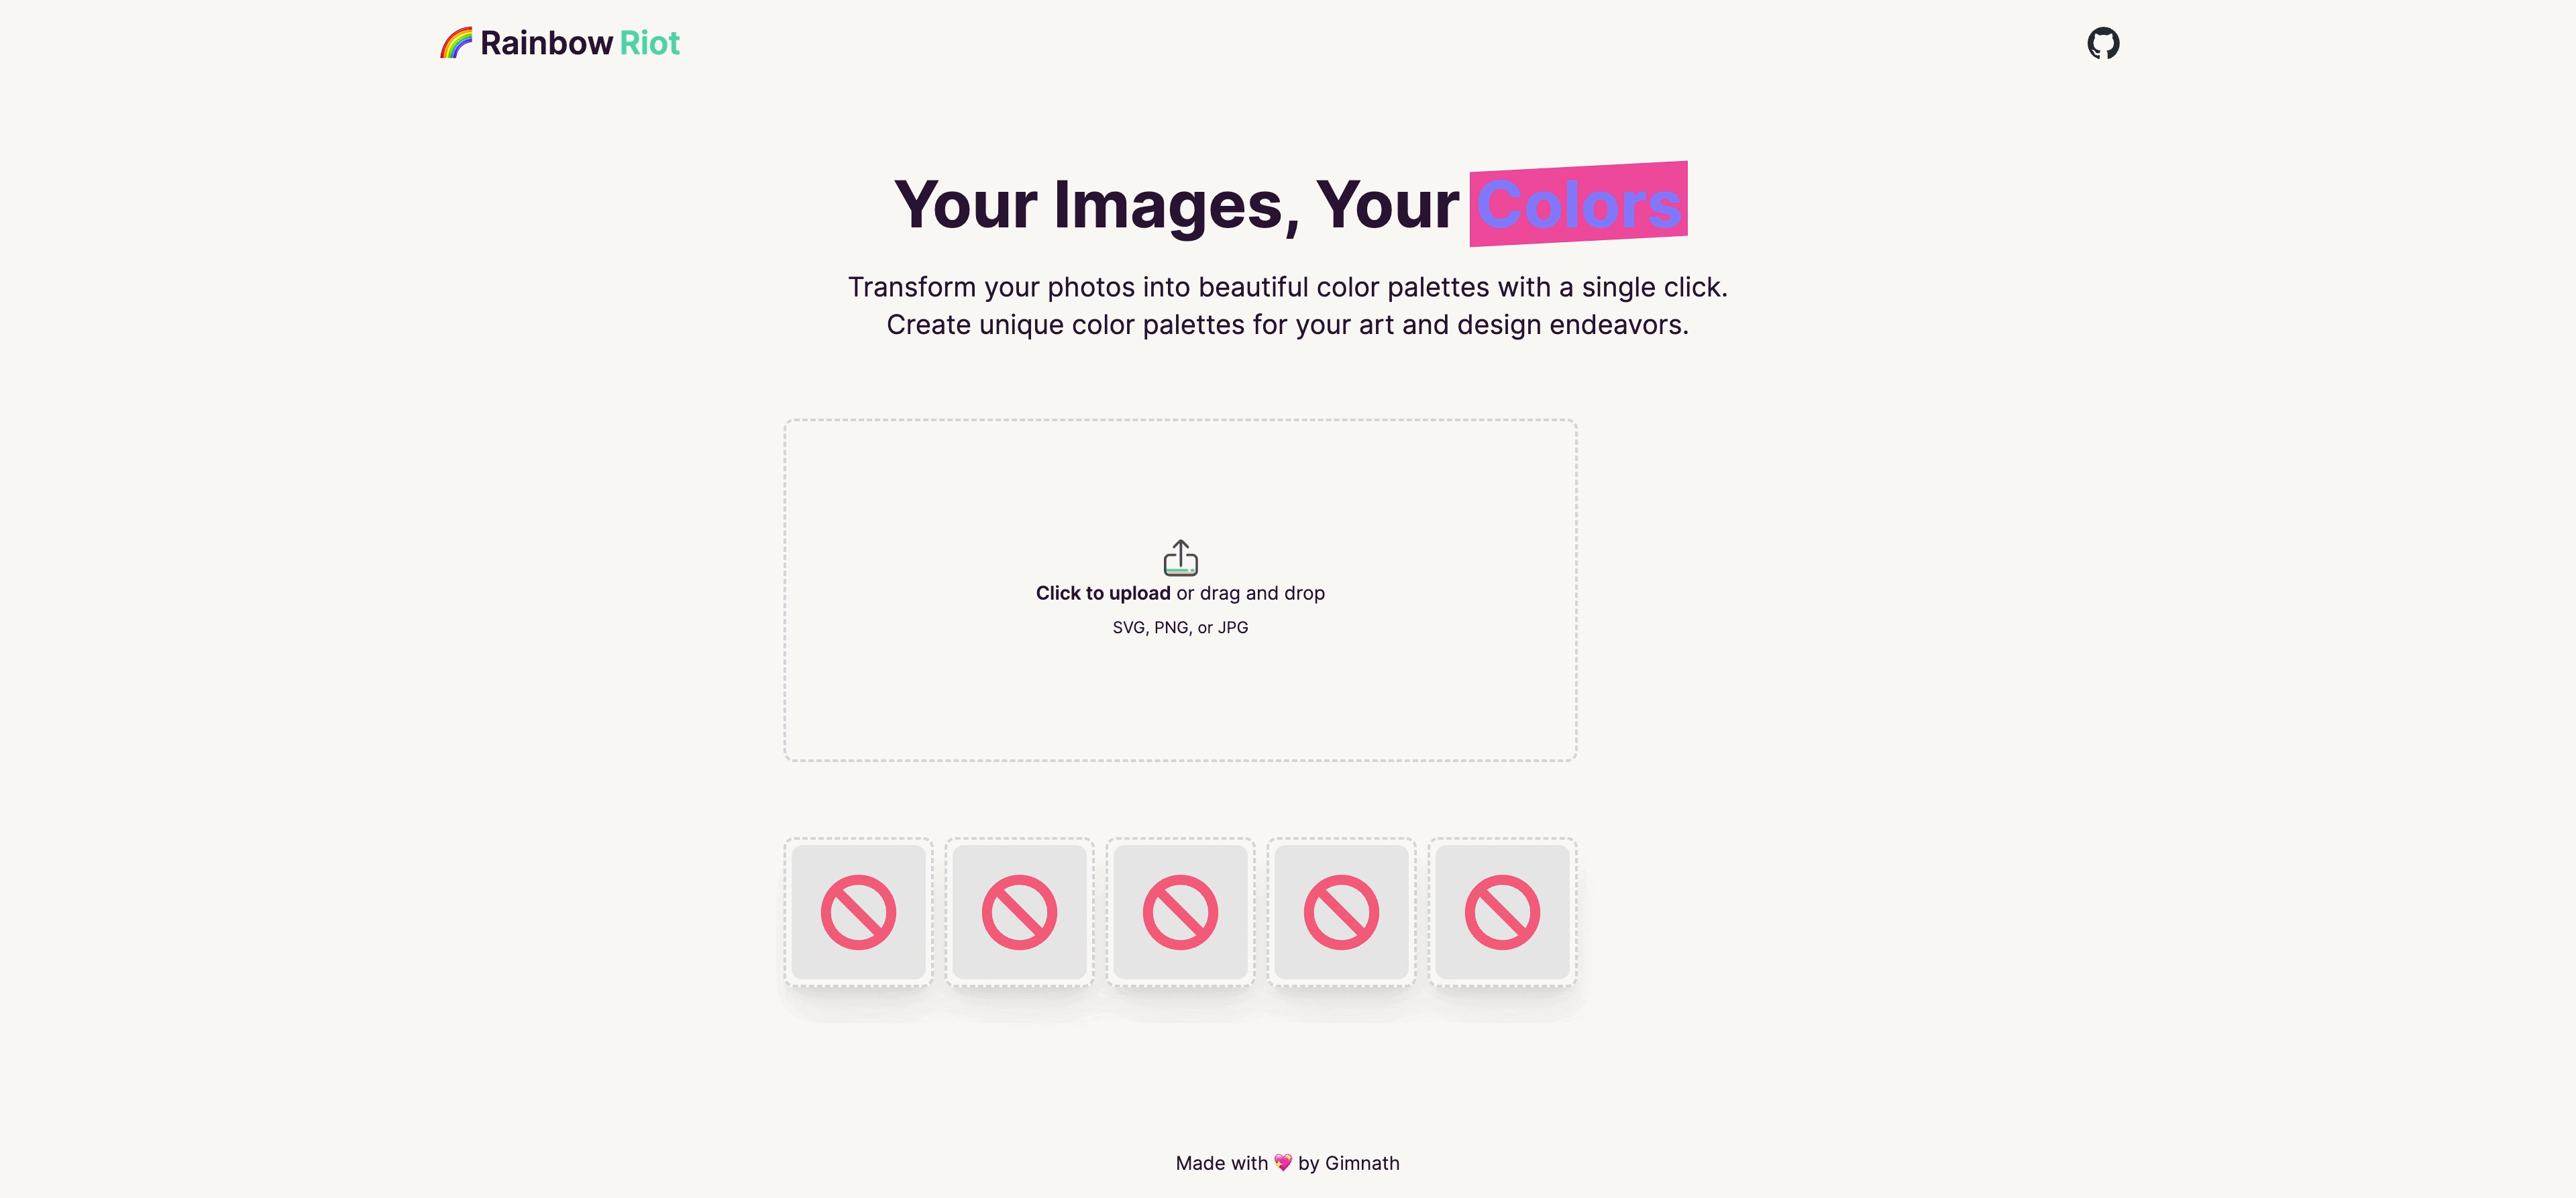 🌈 Rainbow Riot
Your Images, Your Colors
Transform your photos into beautiful color palettes with a single click.
Create unique color palettes for your art and design endeavors.
Click to upload or drag and drop
SVG, PNG, or JPG
Made with 💖 by Gimnath